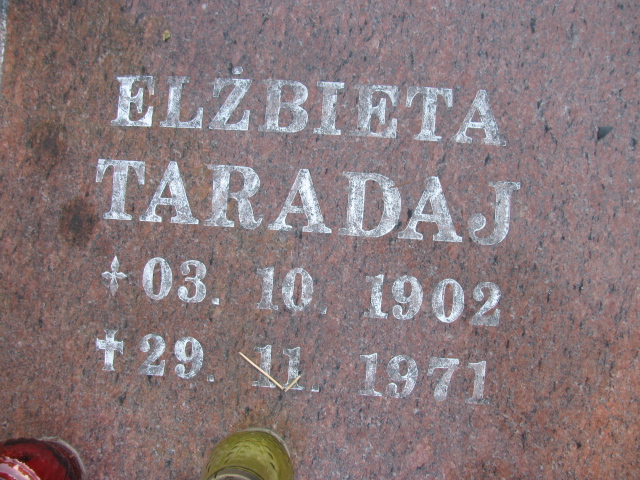 ELŻBIETA
TARADAJ
03. 10. 1902
✝ 29. 11. 1971